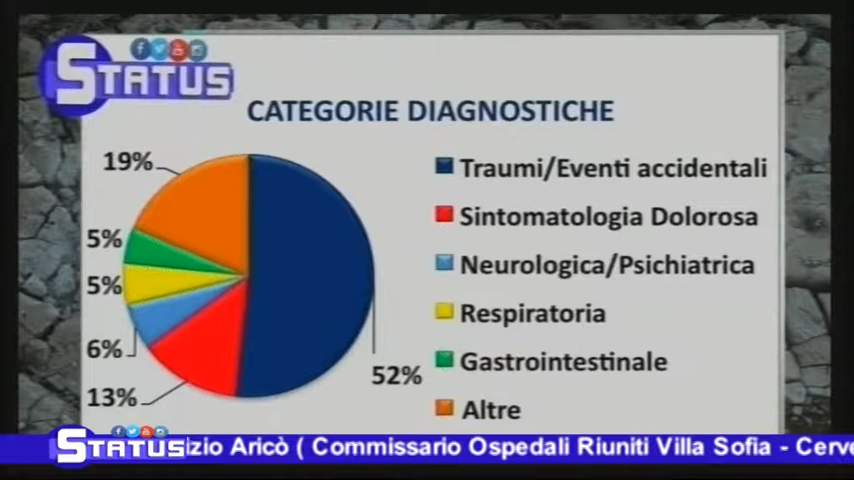 STATUS
CATEGORIE DIAGNOSTICHE
19%
5%
5%
6%
13%
52%
Traumi/Eventi accidentali
Sintomatologia Dolorosa
Neurologica/Psichiatrica
Respiratoria
Gastrointestinale
Altre
STATUS
izio Aricò ( Commissario Ospedali Riuniti Villa Sofia - Cerve